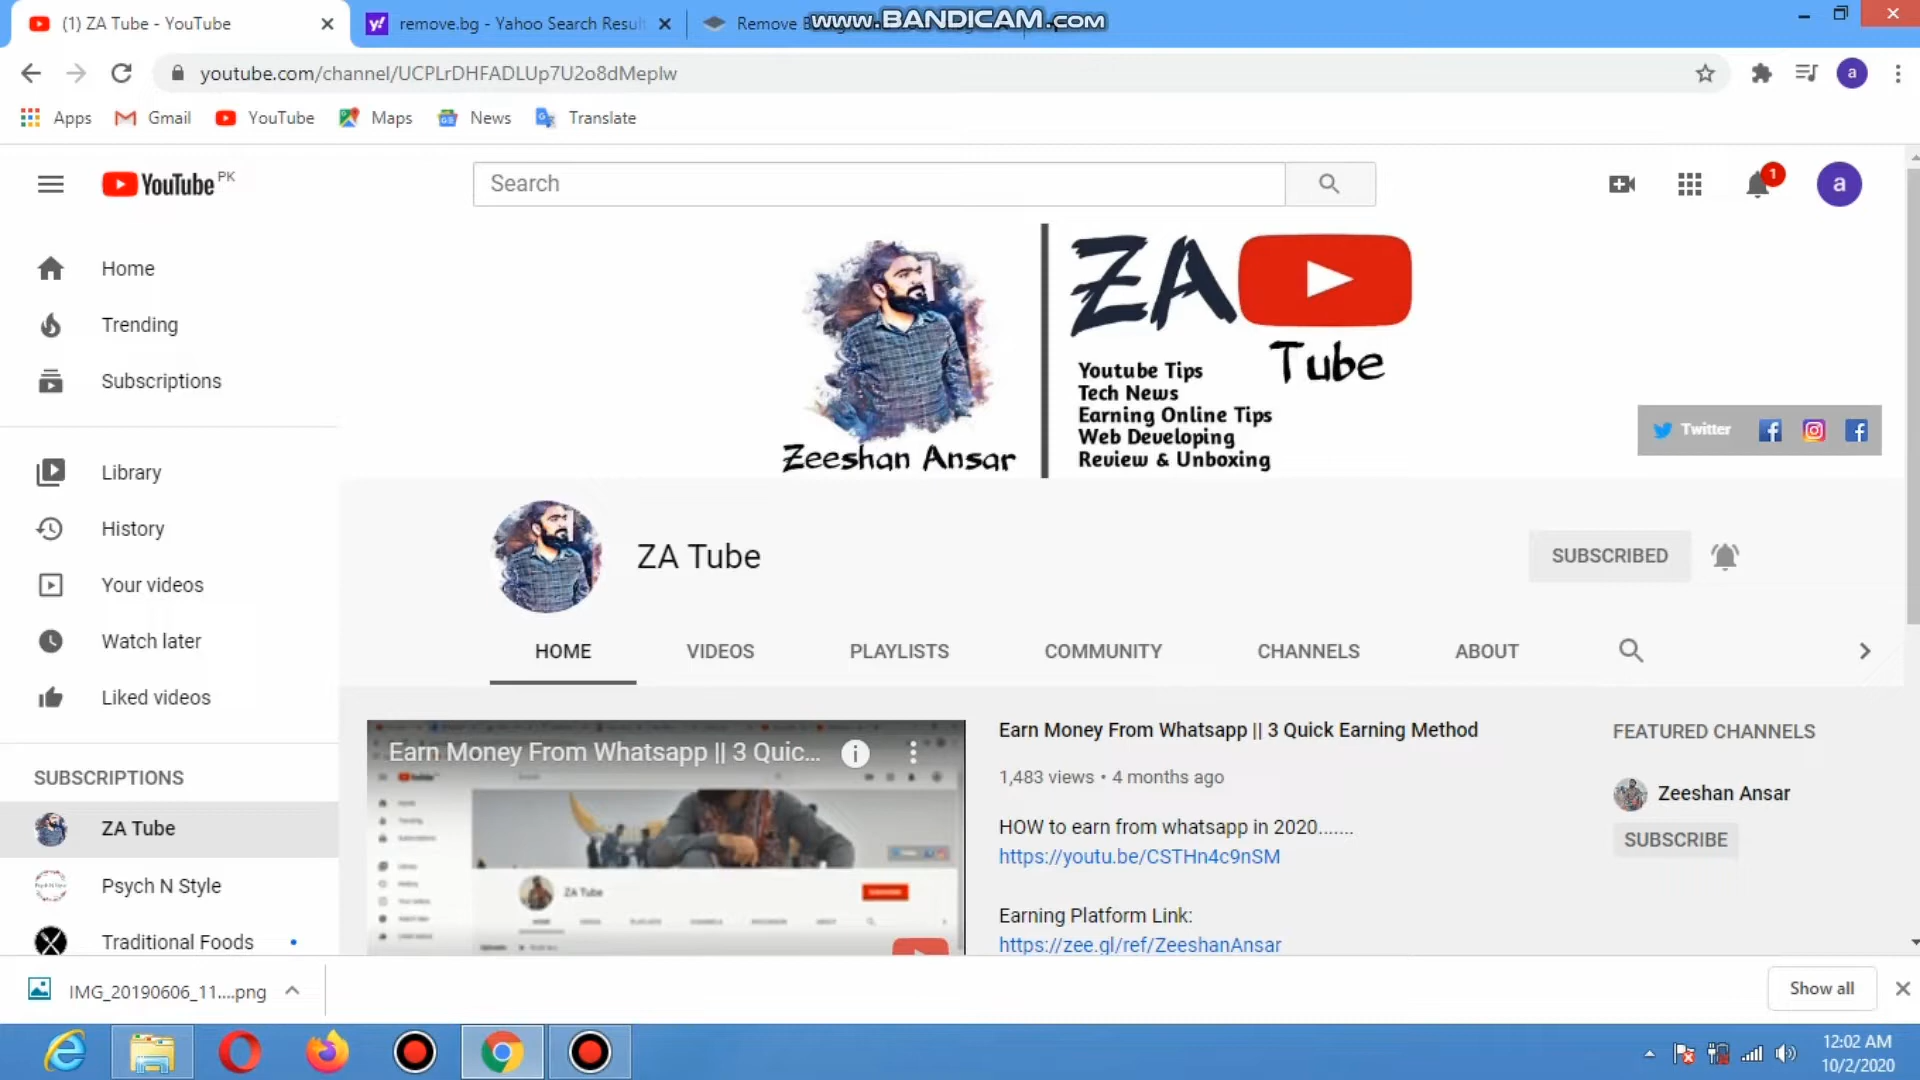 (1) ZA Tube - YouTube
remove.bg - Yahoo Search Resul
Remove B
www.BANDICAM.com
youtube.com/channel/UCPLrDHFADLUp7U2o8dMepIw
a
Apps
Gmail
YouTube
Maps
News
Translate
YouTube PK
Search
1
a
Home
Trending
Subscriptions
Library
History
Your videos
Watch later
Liked videos
SUBSCRIPTIONS
ZA Tube
Psych N Style
Traditional Foods
Zeeshan Ansar
ZA
Tube
Youtube Tips
Tech News
Earning Online Tips
Web Developing
Review & Unboxing
Twitter
ZA Tube
SUBSCRIBED
HOME
VIDEOS
PLAYLISTS
COMMUNITY
CHANNELS
ABOUT
Earn Money From Whatsapp || 3 Quic...
ZA Tube
Earn Money From Whatsapp || 3 Quick Earning Method
1,483 views • 4 months ago
HOW to earn from whatsapp in 2020.......
https://youtu.be/CSTHn4c9nSM
Earning Platform Link:
https://zee.gl/ref/ZeeshanAnsar
FEATURED CHANNELS
Zeeshan Ansar
SUBSCRIBE
IMG_20190606_11....png
Show all
12:02 AM
10/2/2020